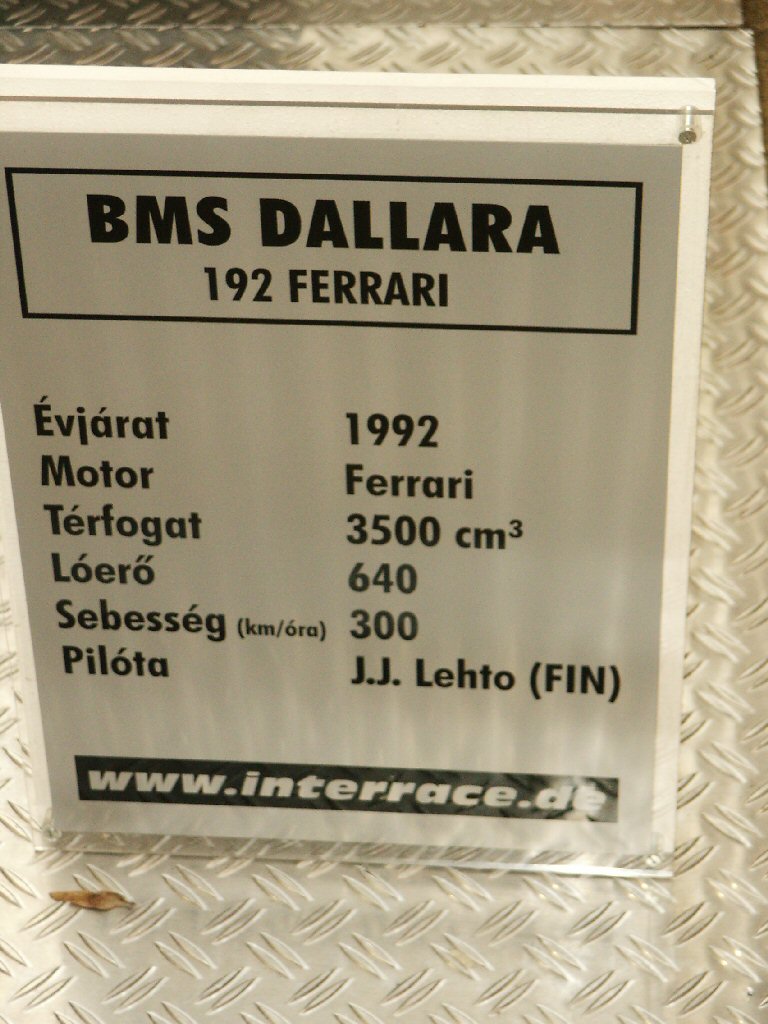 BMS DALLARA
192 FERRARI
Évjárat 1992
Motor Ferrari
Térfogat 3500 cm³
Lóerő 640
Sebesség (km/óra) 300
Pilóta J.J. Lehto (FIN)
www.interrace.de